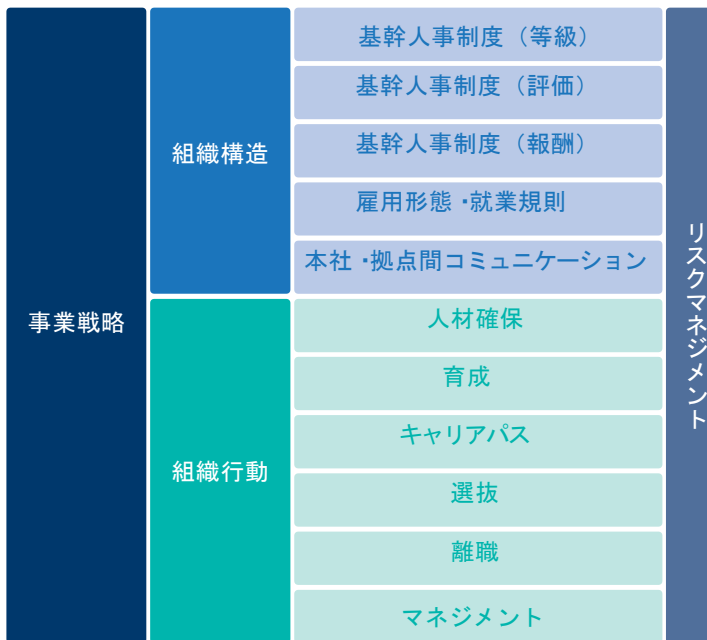 事業戦略
組織構造
基幹人事制度（等級）
基幹人事制度（評価）
基幹人事制度（報酬）
雇用形態・就業規則
本社・拠点間コミュニケーション
組織行動
人材確保
育成
キャリアパス
選抜
離職
マネジメント
リスクマネジメント